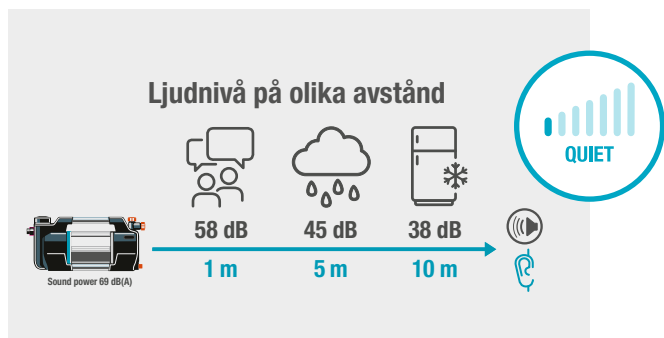 Ljudnivå på olika avstånd
QUIET
58 dB 45 dB 38 dB
1 m 5 m 10 m
Sound power 69 dB(A)